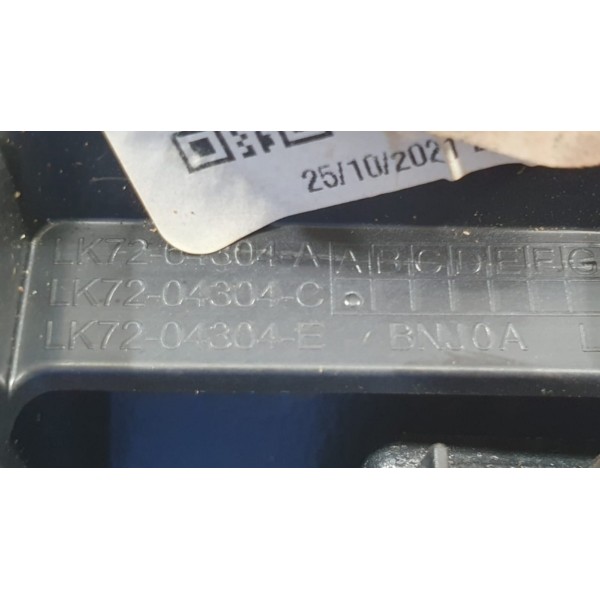 25/10/2021
LK72-04304-A A B C D E F G
LK72-04304-C
LK72-04304-E BNJ0A L